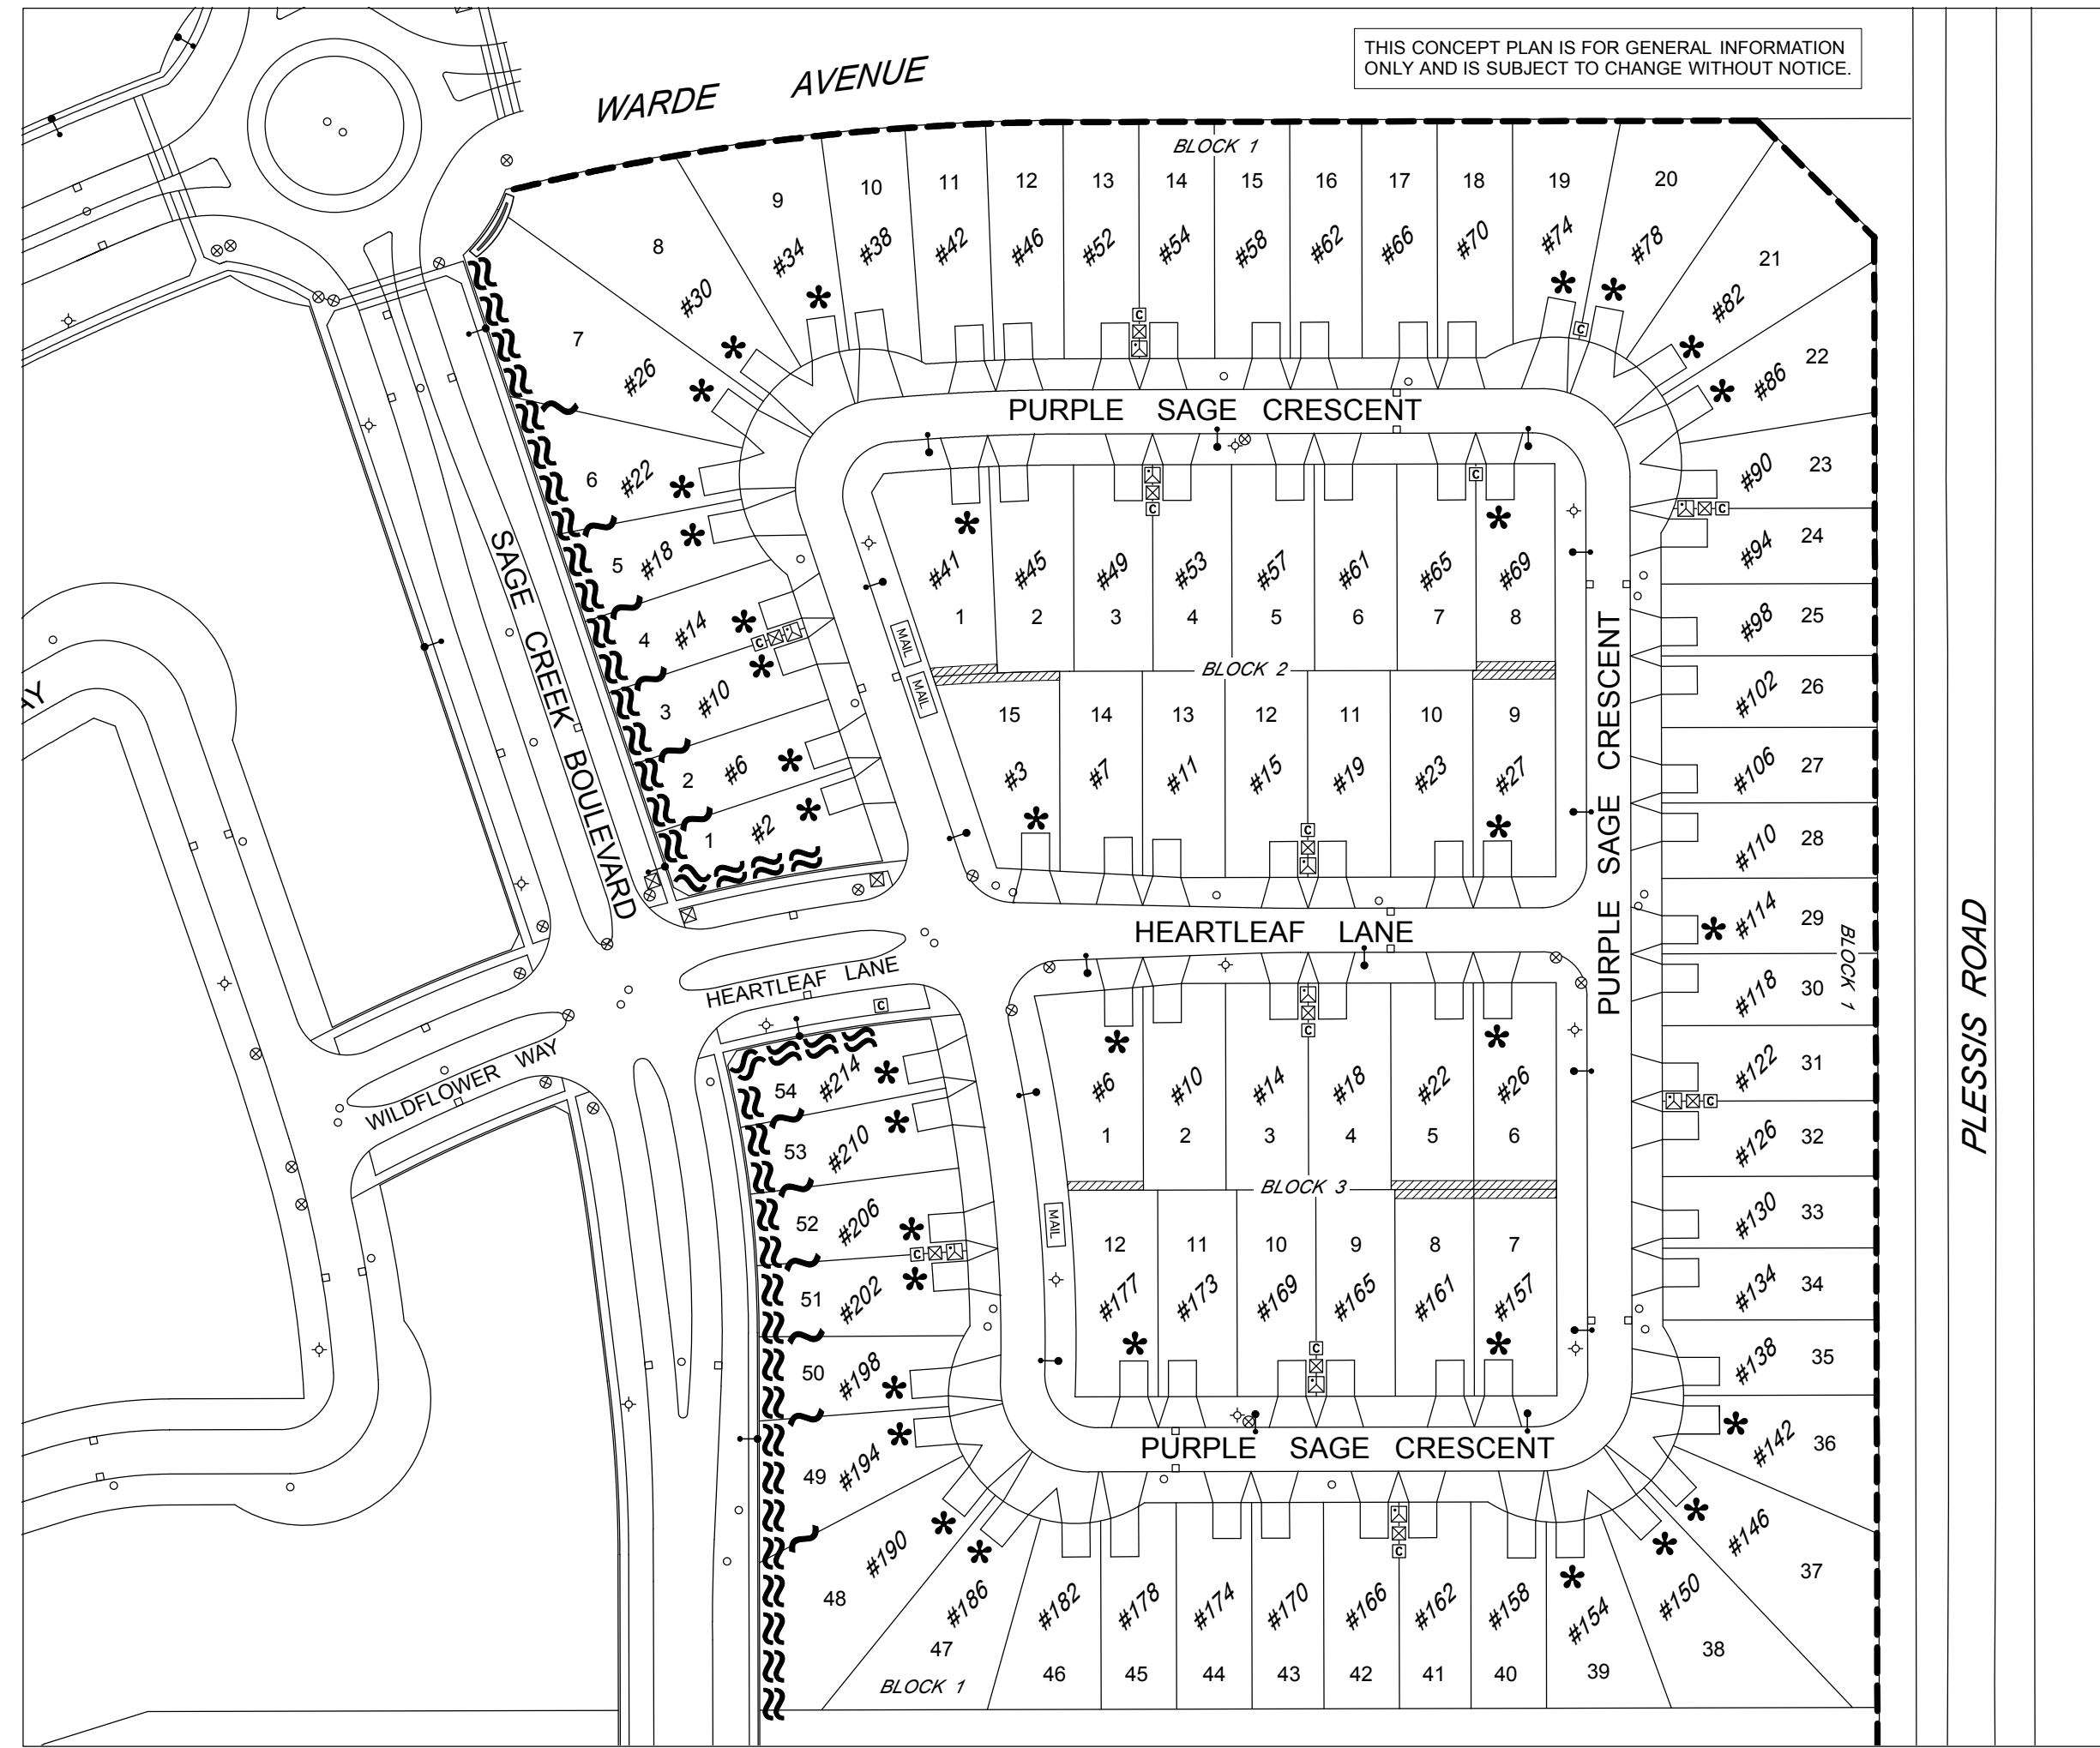 THIS CONCEPT PLAN IS FOR GENERAL INFORMATION
ONLY AND IS SUBJECT TO CHANGE WITHOUT NOTICE.
WARDE AVENUE
BLOCK 1
8 9 10 11 12 13 14 15 16 17 18 19 20
#30 #34 #38 #42 #46 #52 #54 #58 #62 #66 #70 #74 #78
C
C
21
#82
22
#86
23
#90
C
24
#94
25
#98
26
#102
27
#106
28
#110
29
#114
BLOCK 1
30
#118
31
#122
C
32
#126
33
#130
34
#134
35
#138
36
#142
37
#146
7
#26
6
#22
5
#18
4
#14
C
3
#10
2
#6
1
#2
PURPLE SAGE CRESCENT
C
C
#41 #45 #49 #53 #57 #61 #65 #69
1 2 3 4 5 6 7 8
MAIL
MAIL
BLOCK 2
15 14 13 12 11 10 9
#3 #7 #11 #15 #19 #23 #27
C
SAGE CREEK BOULEVARD
PURPLE SAGE CRESCENT
PLESSIS ROAD
AY
HEARTLEAF LANE
HEARTLEAF LANE
C
WILDFLOWER WAY
C
#6 #10 #14 #18 #22 #26
1 2 3 4 5 6
BLOCK 3
MAIL
12 11 10 9 8 7
#177 #173 #169 #165 #161 #157
C
54
#214
53
#210
52
#206
C
51
#202
50
#198
49
#194
48
#190
PURPLE SAGE CRESCENT
C
#186 #182 #178 #174 #170 #166 #162 #158 #154 #150
47 46 45 44 43 42 41 40 39 38
BLOCK 1